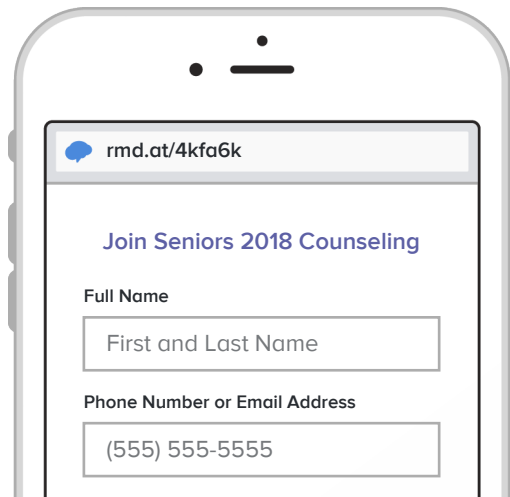 rmd.at/4kfa6k
Join Seniors 2018 Counseling
Full Name
First and Last Name
Phone Number or Email Address
(555) 555-5555